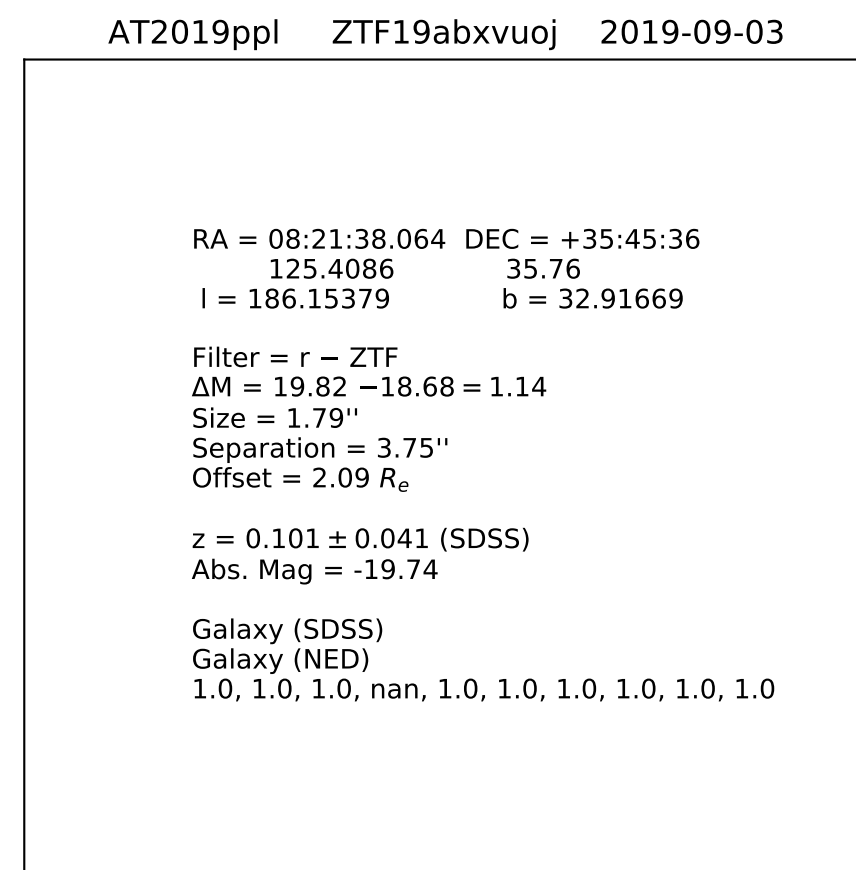 AT2019ppl ZTF19abxvuoj 2019-09-03
RA = 08:21:38.064 DEC = +35:45:36
125.4086 35.76
l = 186.15379 b = 32.91669
Filter = r − ZTF
ΔM = 19.82 −18.68 = 1.14
Size = 1.79''
Separation = 3.75''
Offset = 2.09 Re
z = 0.101 ± 0.041 (SDSS)
Abs. Mag = -19.74
Galaxy (SDSS)
Galaxy (NED)
1.0, 1.0, 1.0, nan, 1.0, 1.0, 1.0, 1.0, 1.0, 1.0